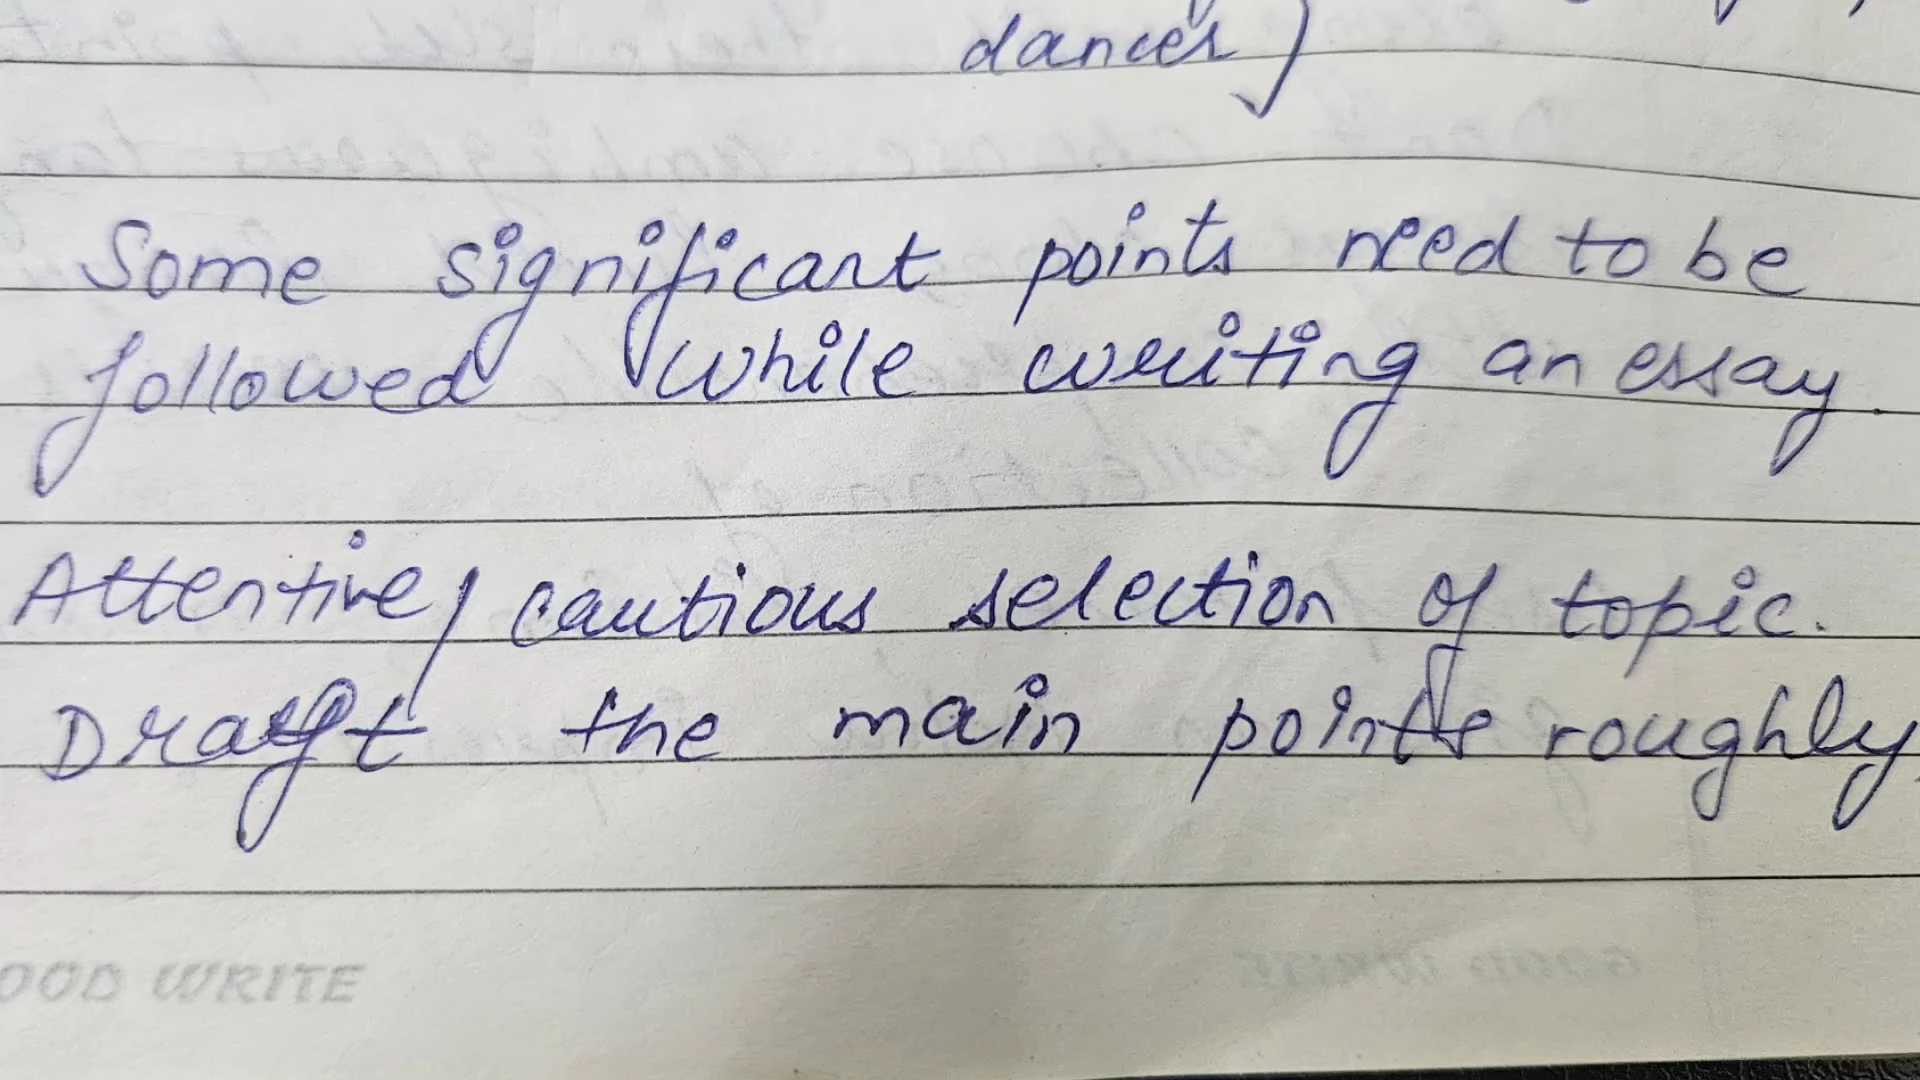 dances)
Some significant points need to be
followed while writing an essay.
Attentive/ cautious selection of topic.
Draft the main points roughly.
OOD WRITE